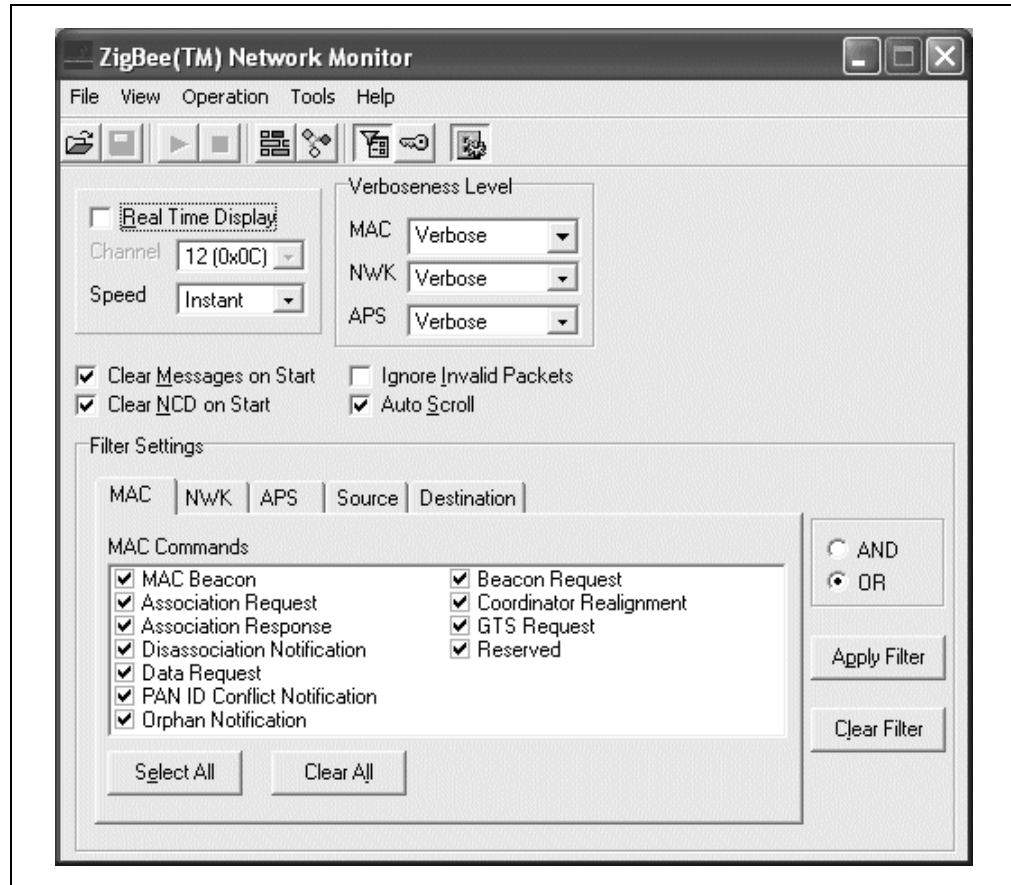 ZigBee(TM) Network Monitor
File View Operation Tools Help
Real Time Display
Channel 12 (0x0C)
Speed Instant
Verboseness Level
MAC Verbose
NWK Verbose
APS Verbose
Clear Messages on Start
Clear NCD on Start
Ignore Invalid Packets
Auto Scroll
Filter Settings
MAC NWK APS Source Destination
MAC Commands
MAC Beacon
Association Request
Association Response
Disassociation Notification
Data Request
PAN ID Conflict Notification
Orphan Notification
Beacon Request
Coordinator Realignment
GTS Request
Reserved
Select All Clear All
AND
OR
Apply Filter
Clear Filter